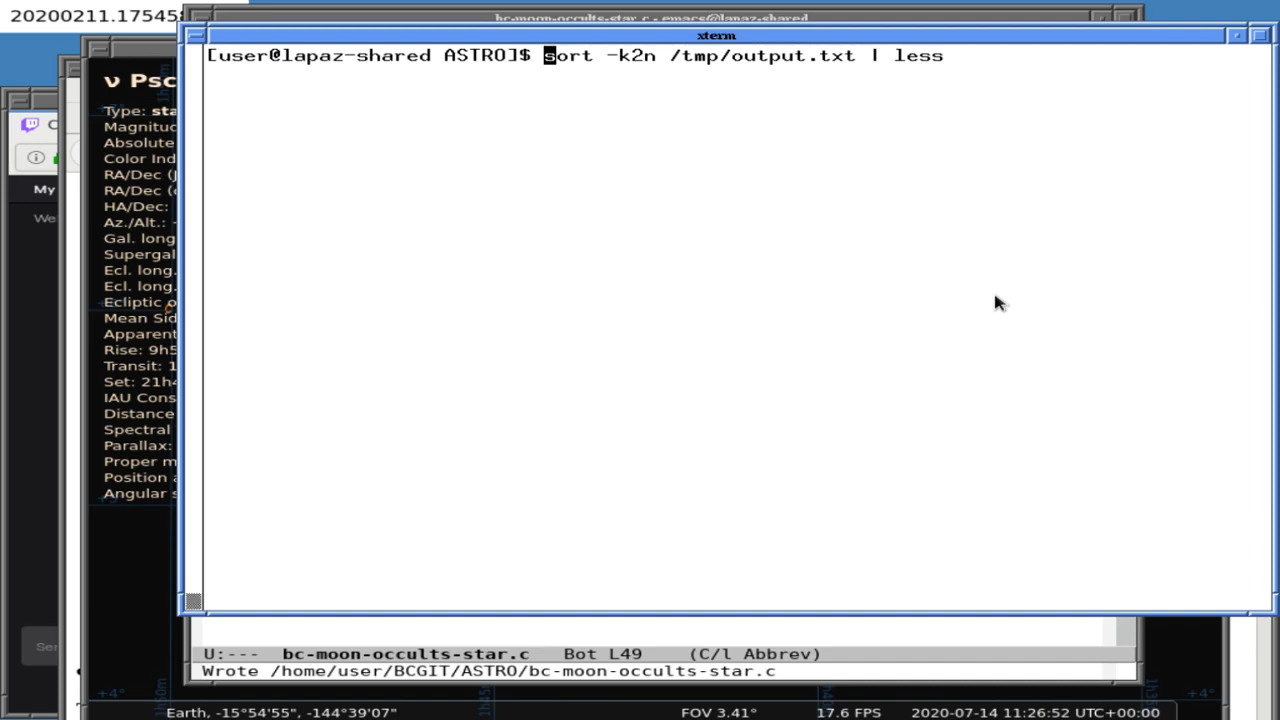 20200211.17545
bc-moon-occults-star.c - emacs@lapaz-shared
xterm
[user@lapaz-shared ASTRO]$ sort -k2n /tmp/output.txt | less
ν Psc
Type: sta
Magnitud
Absolute
Color Ind
RA/Dec (J
RA/Dec (
HA/Dec:
Az./Alt.:
Gal. long
Supergal
Ecl. long.
Ecl. long.
Ecliptic o
Mean Sid
Apparent
Rise: 9h5
Transit: 1
Set: 21h4
IAU Cons
Distance
Spectral
Parallax:
Proper m
Position a
Angular s
My
Wel
Sen
U:--- bc-moon-occults-star.c Bot L49 (C/l Abbrev)
Wrote /home/user/BCGIT/ASTRO/bc-moon-occults-star.c
+4° +4°
Earth, -15°54'55", -144°39'07" FOV 3.41° 17.6 FPS 2020-07-14 11:26:52 UTC+00:00